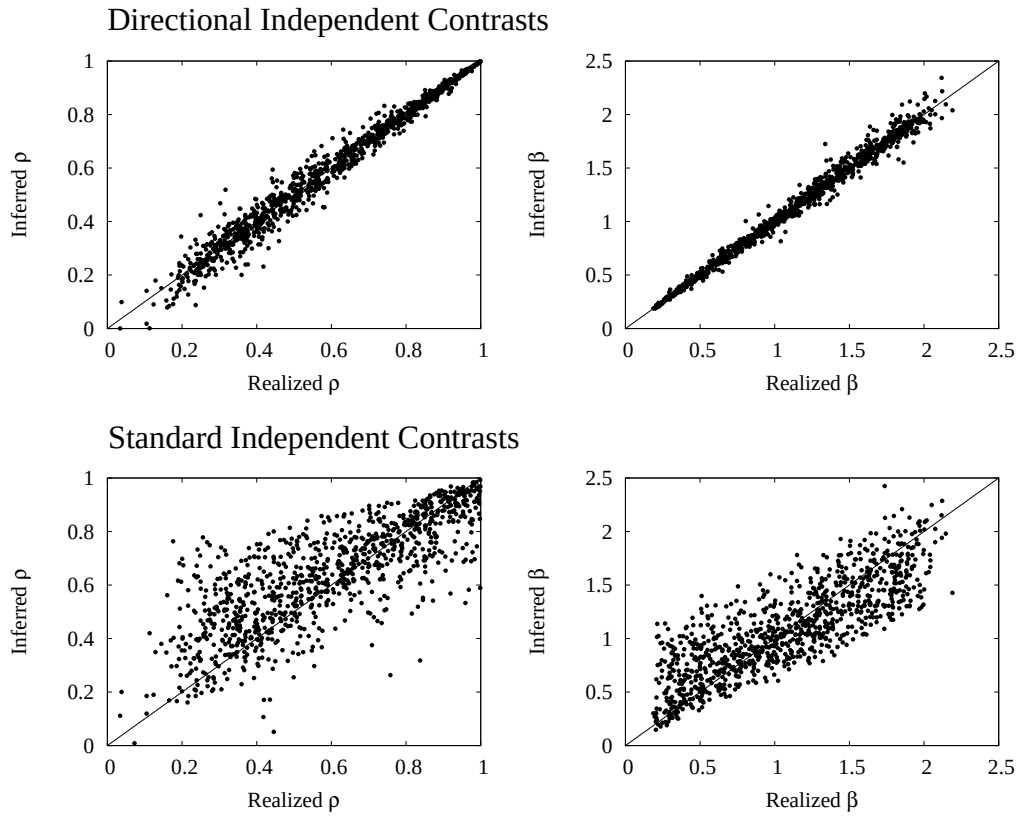 Directional Independent Contrasts
1
0.8
0.6
0.4
0.2
0
0 0.2 0.4 0.6 0.8 1
Inferred ρ
Realized ρ
2.5
2
1.5
1
0.5
0
0 0.5 1 1.5 2 2.5
Inferred β
Realized β
Standard Independent Contrasts
1
0.8
0.6
0.4
0.2
0
0 0.2 0.4 0.6 0.8 1
Inferred ρ
Realized ρ
2.5
2
1.5
1
0.5
0
0 0.5 1 1.5 2 2.5
Inferred β
Realized β